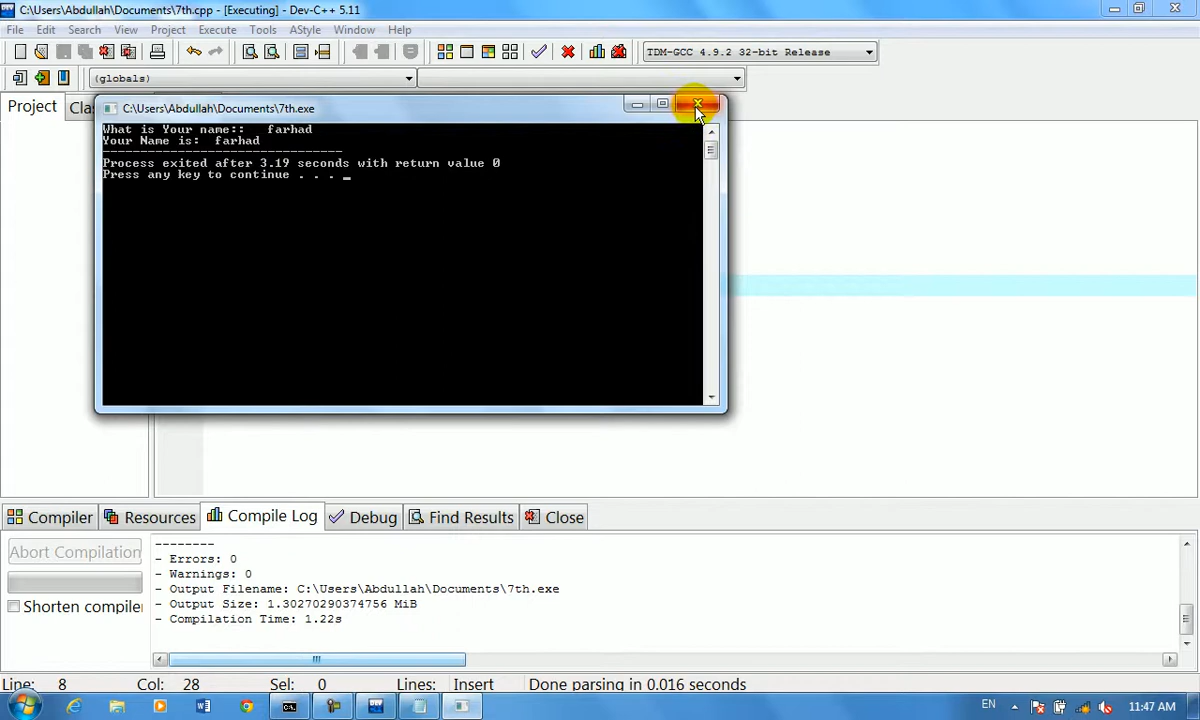 C:\Users\Abdullah\Documents\7th.cpp - [Executing] - Dev-C++ 5.11
File Edit Search View Project Execute Tools AStyle Window Help
TDM-GCC 4.9.2 32-bit Release
(globals)
Project
C:\Users\Abdullah\Documents\7th.exe
What is Your name:: farhad
Your Name is: farhad
--------------------------------
Process exited after 3.19 seconds with return value 0
Press any key to continue . . . _
Compiler Resources Compile Log Debug Find Results Close
Abort Compilation
Shorten compiler
--------
- Errors: 0
- Warnings: 0
- Output Filename: C:\Users\Abdullah\Documents\7th.exe
- Output Size: 1.30270290374756 MiB
- Compilation Time: 1.22s
Line: 8 Col: 28 Sel: 0 Lines: Insert Done parsing in 0.016 seconds
EN 11:47 AM